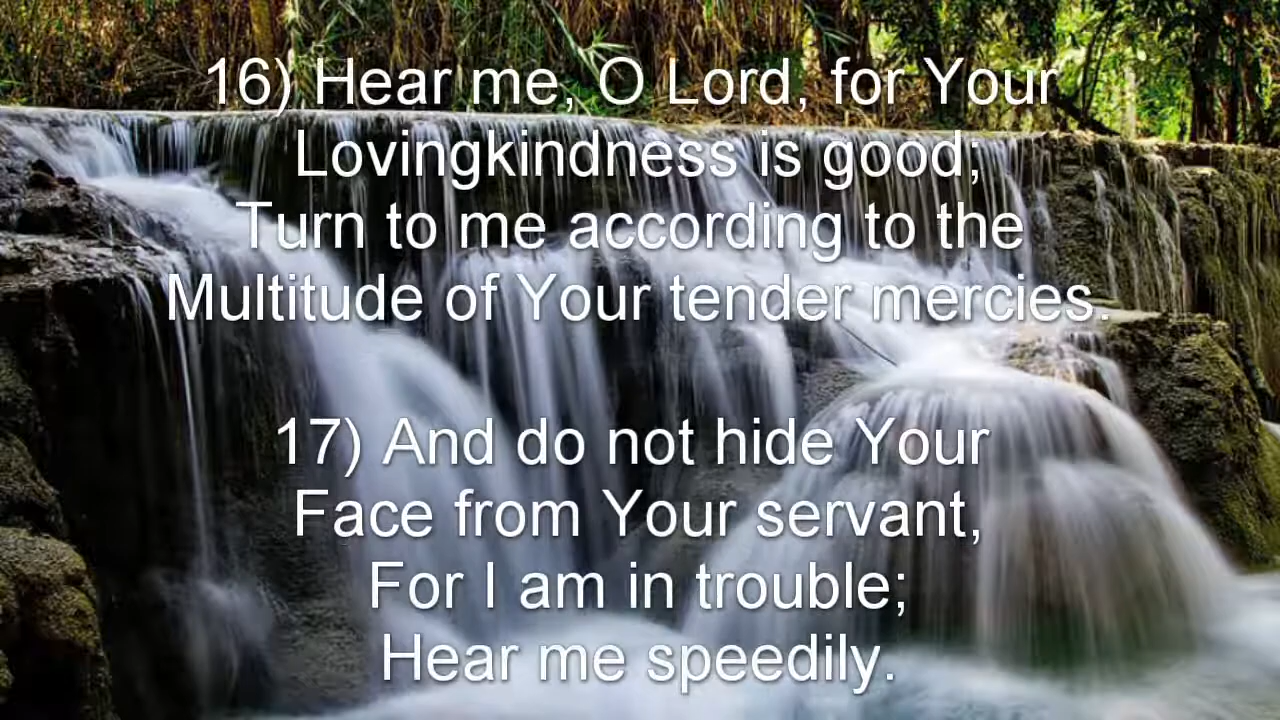 16) Hear me, O Lord, for Your
Lovingkindness is good;
Turn to me according to the
Multitude of Your tender mercies.
17) And do not hide Your
Face from Your servant,
For I am in trouble;
Hear me speedily.